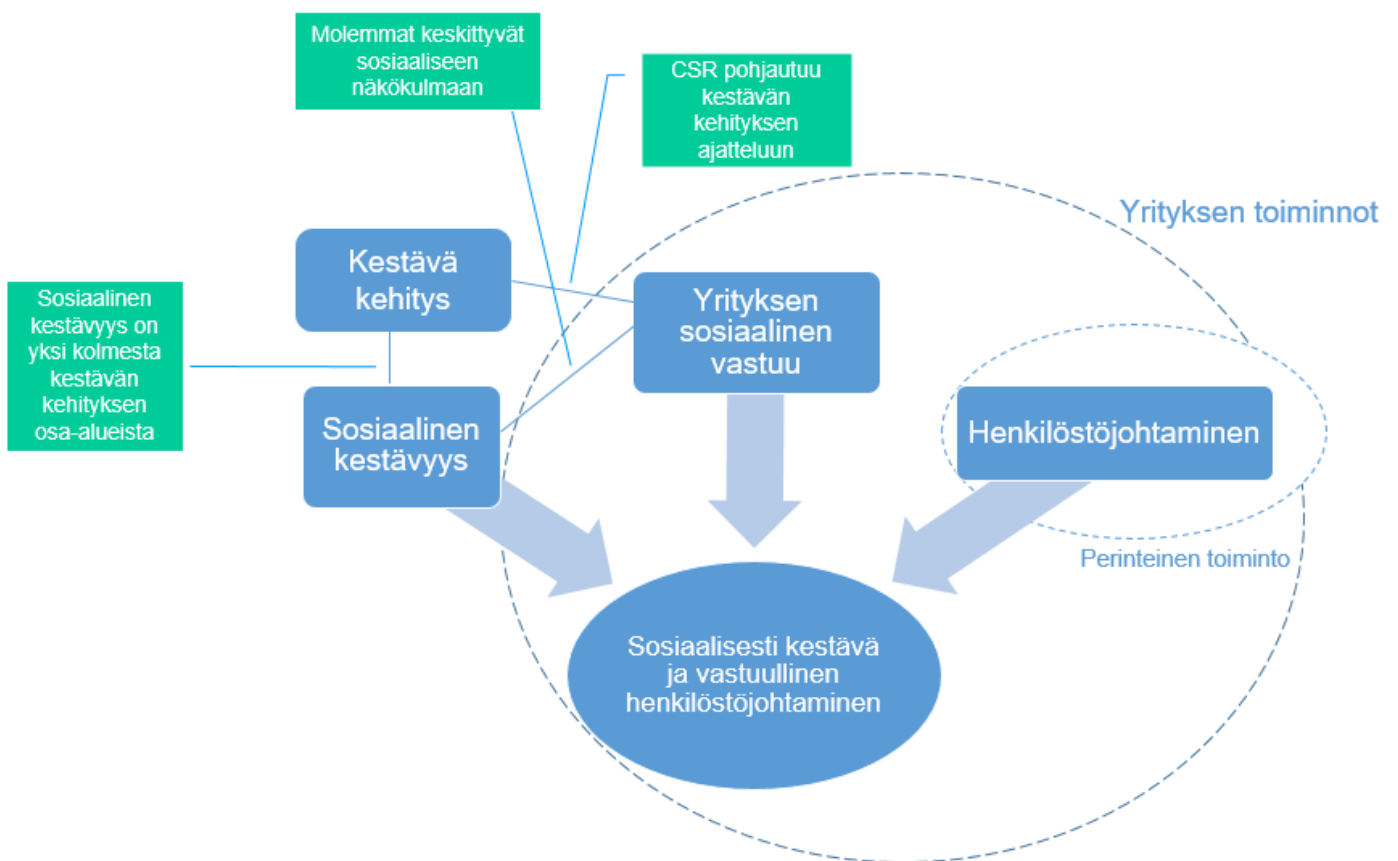 Molemmat keskittyvät
sosiaaliseen
näkökulmaan
CSR pohjautuu
kestävän
kehityksen
ajatteluun
Yrityksen toiminnot
Kestävä
kehitys
Sosiaalinen
kestävyys on
yksi kolmesta
kestävän
kehityksen
osa-alueista
Yrityksen
sosiaalinen
vastuu
Sosiaalinen
kestävyys
Henkilöstöjohtaminen
Perinteinen toiminto
Sosiaalisesti kestävä
ja vastuullinen
henkilöstöjohtaminen